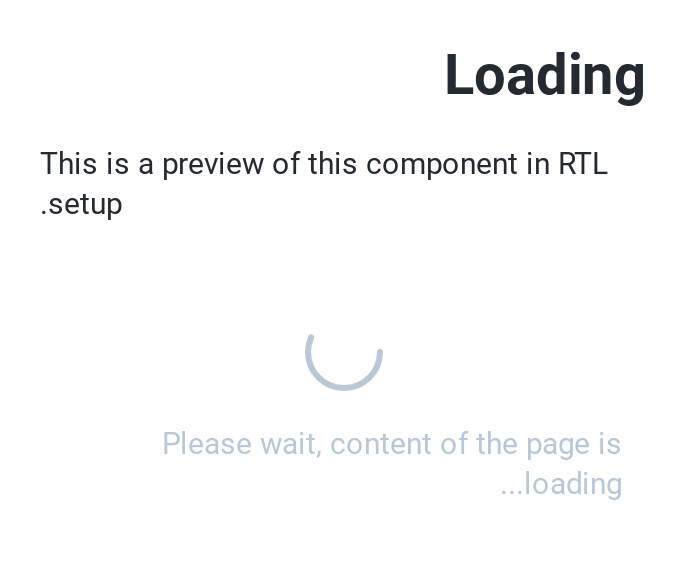 Loading
This is a preview of this component in RTL
.setup
Please wait, content of the page is
...loading